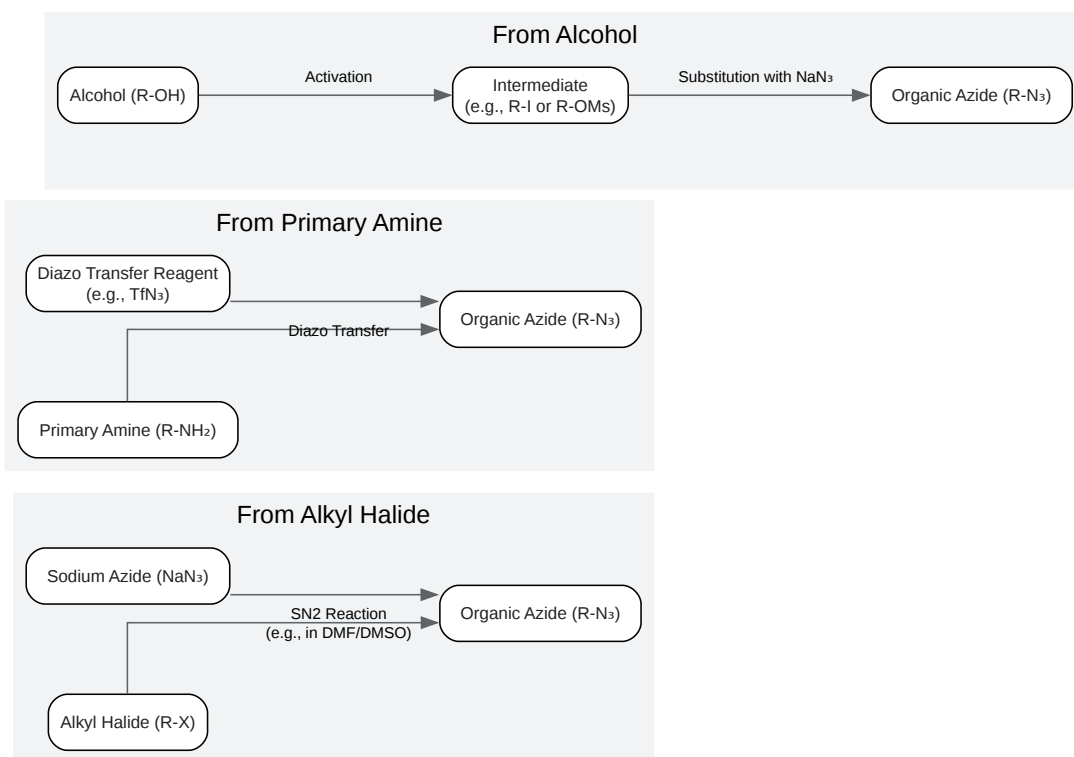 From Alcohol
Activation
Substitution with NaN₃
Alcohol (R-OH)
Intermediate
(e.g., R-I or R-OMs)
Organic Azide (R-N₃)
From Primary Amine
Diazo Transfer Reagent
(e.g., TfN₃)
Organic Azide (R-N₃)
Diazo Transfer
Primary Amine (R-NH₂)
From Alkyl Halide
Sodium Azide (NaN₃)
Organic Azide (R-N₃)
SN2 Reaction
(e.g., in DMF/DMSO)
Alkyl Halide (R-X)